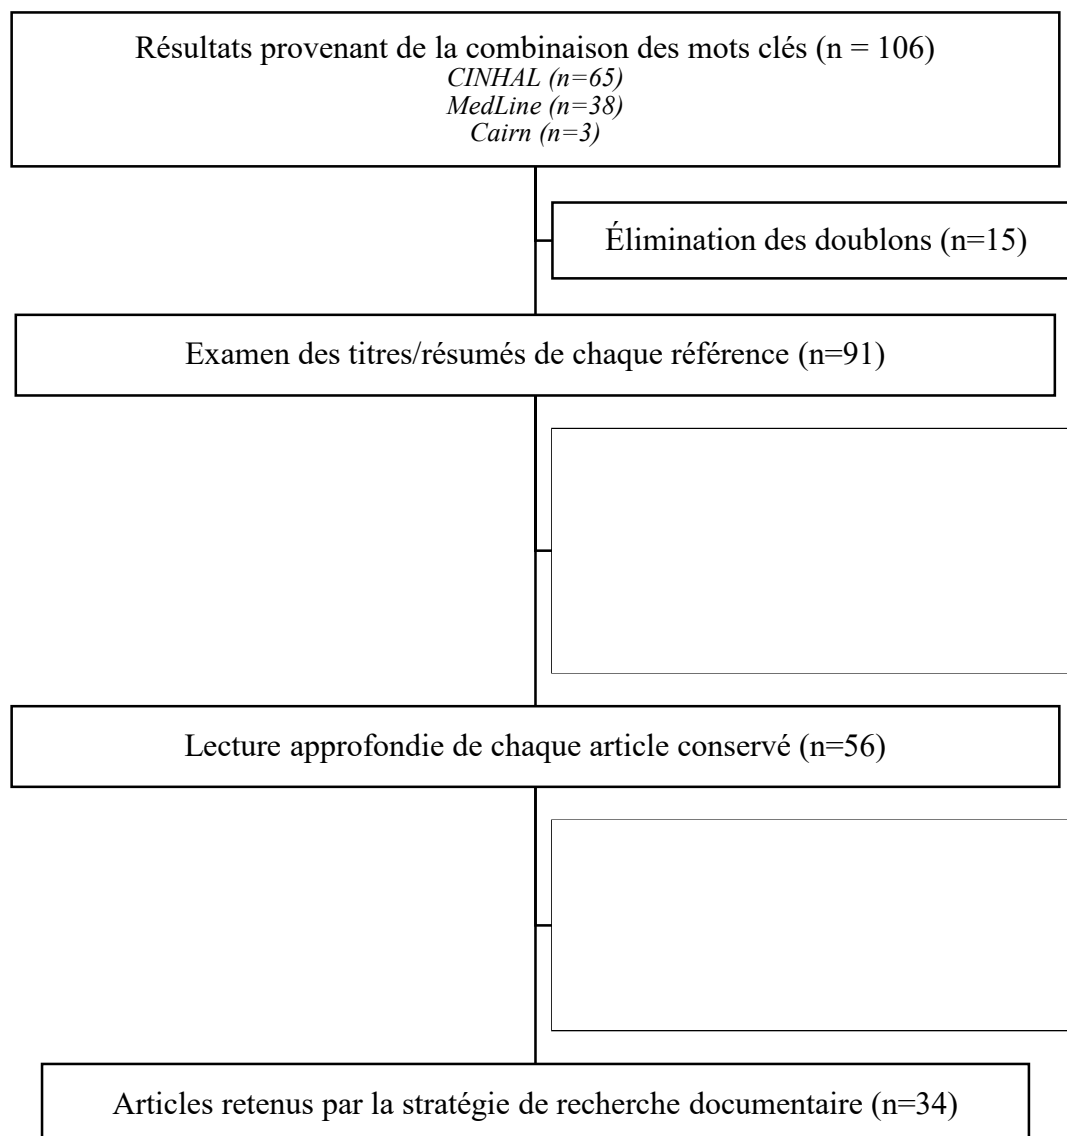 Résultats provenant de la combinaison des mots clés (n = 106)
CINHAL (n=65)
MedLine (n=38)
Cairn (n=3)
Élimination des doublons (n=15)
Examen des titres/résumés de chaque référence (n=91)
Lecture approfondie de chaque article conservé (n=56)
Articles retenus par la stratégie de recherche documentaire (n=34)